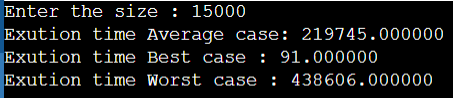 Enter the size : 15000
Exution time Average case: 219745.000000
Exution time Best case : 91.000000
Exution time Worst case : 438606.000000